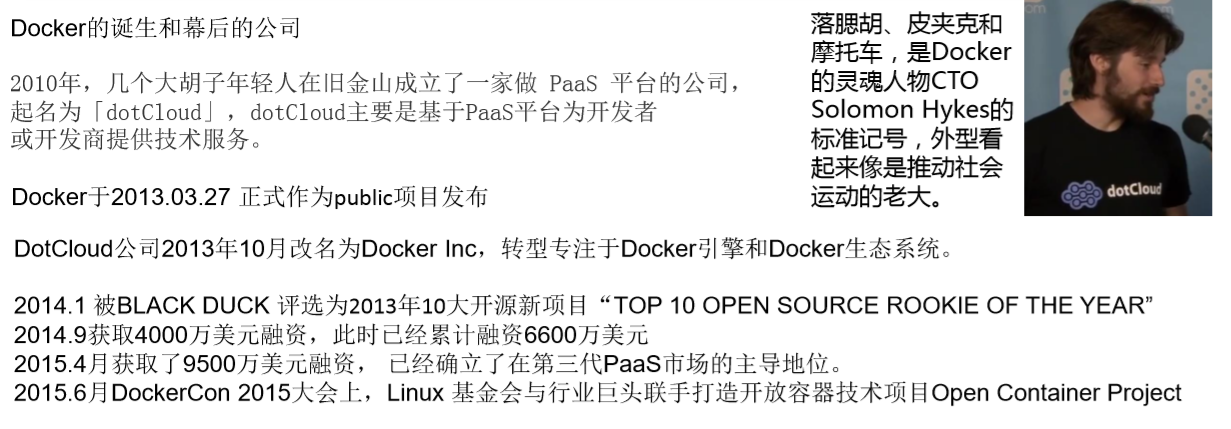 Docker的诞生和幕后的公司
2010年，几个大胡子年轻人在旧金山成立了一家做 PaaS 平台的公司，
起名为「dotCloud」，dotCloud主要是基于PaaS平台为开发者
或开发商提供技术服务。
Docker于2013.03.27 正式作为public项目发布
落腮胡、皮夹克和
摩托车，是Docker
的灵魂人物CTO
Solomon Hykes的
标准记号，外型看
起来像是推动社会
运动的老大。
.com
dotCloud
DotCloud公司2013年10月改名为Docker Inc，转型专注于Docker引擎和Docker生态系统。
2014.1 被BLACK DUCK 评选为2013年10大开源新项目“TOP 10 OPEN SOURCE ROOKIE OF THE YEAR”
2014.9获取4000万美元融资，此时已经累计融资6600万美元
2015.4月获取了9500万美元融资， 已经确立了在第三代PaaS市场的主导地位。
2015.6月DockerCon 2015大会上，Linux 基金会与行业巨头联手打造开放容器技术项目Open Container Project